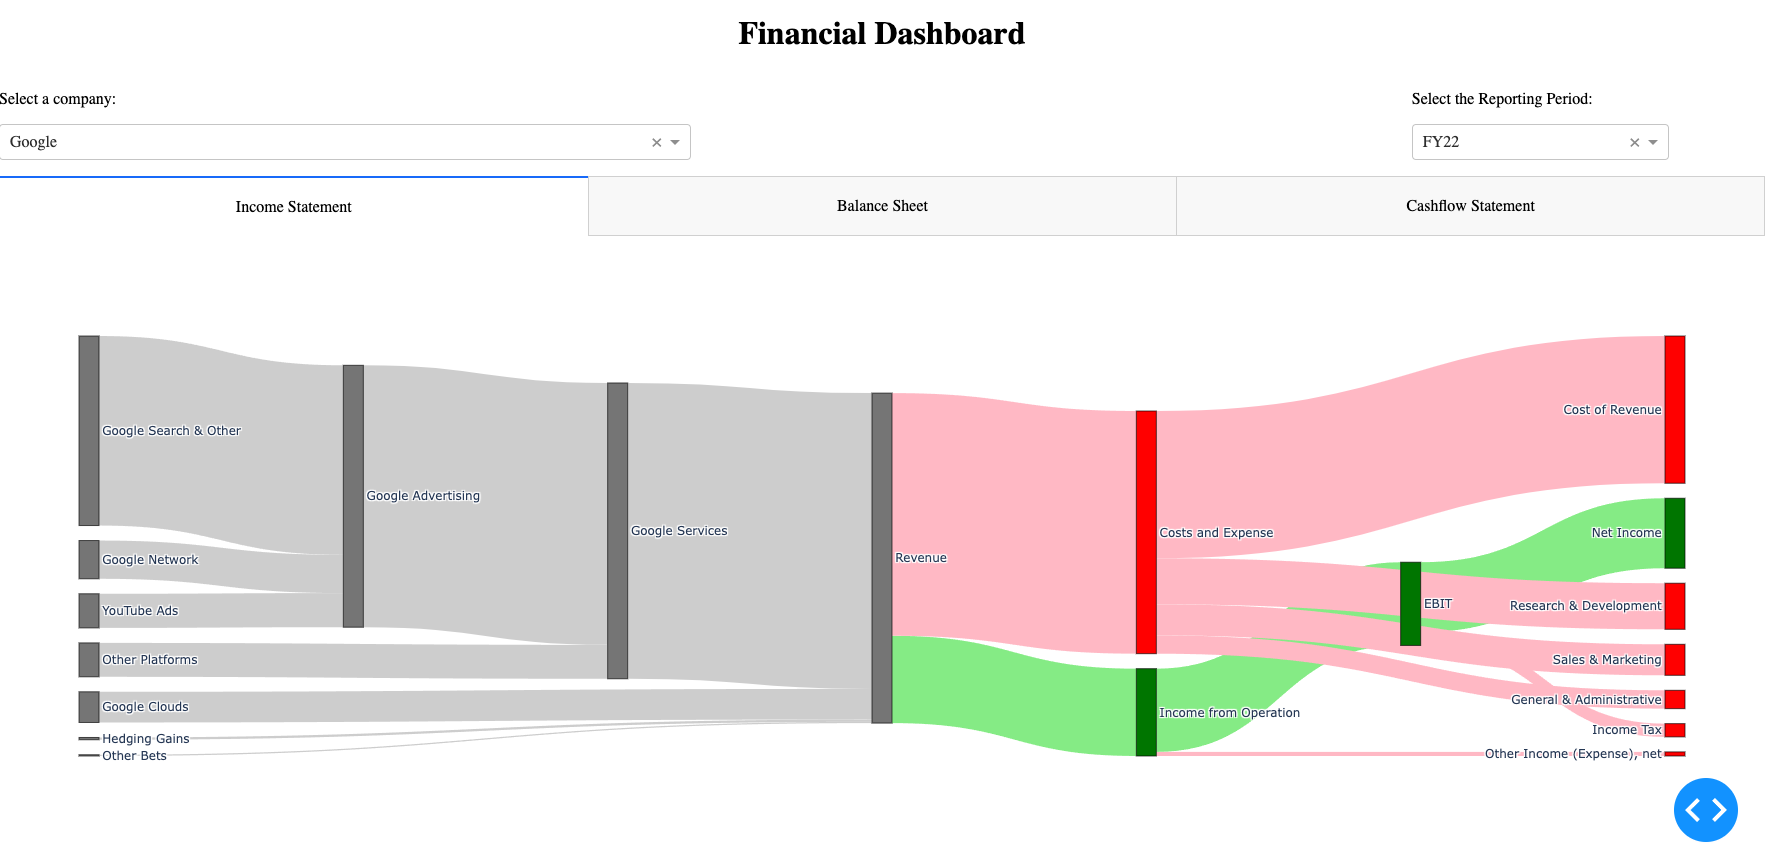 Financial Dashboard
Select a company:
Select the Reporting Period:
Google
FY22
Income Statement
Balance Sheet
Cashflow Statement
Google Search & Other
Google Network
YouTube Ads
Other Platforms
Google Clouds
Hedging Gains
Other Bets
Google Advertising
Google Services
Revenue
Costs and Expense
Income from Operation
EBIT
Cost of Revenue
Net Income
Research & Development
Sales & Marketing
General & Administrative
Income Tax
Other Income (Expense), net